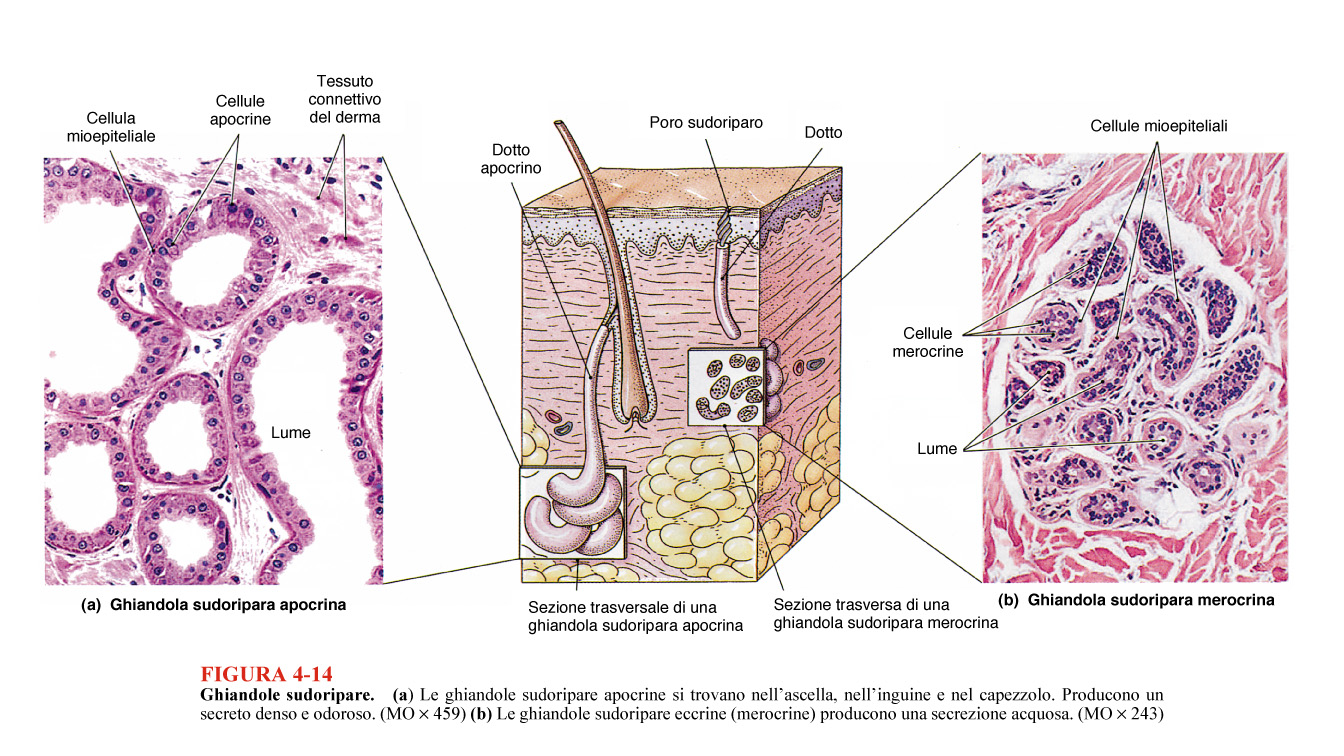 Tessuto
connettivo
del derma
Cellule
apocrine
Cellula
mioepiteliale
Dotto
apocrino
Poro sudoriparo
Dotto
Cellule mioepiteliali
Cellule
merocrine
Lume
Lume
(a) Ghiandola sudoripara apocrina
Sezione trasversale di una
ghiandola sudoripara apocrina
Sezione trasversa di una
ghiandola sudoripara merocrina
(b) Ghiandola sudoripara merocrina
FIGURA 4-14
Ghiandole sudoripare. (a) Le ghiandole sudoripare apocrine si trovano nell'ascella, nell'inguine e nel capezzolo. Producono un
secreto denso e odoroso. (MO × 459) (b) Le ghiandole sudoripare eccrine (merocrine) producono una secrezione acquosa. (MO × 243)